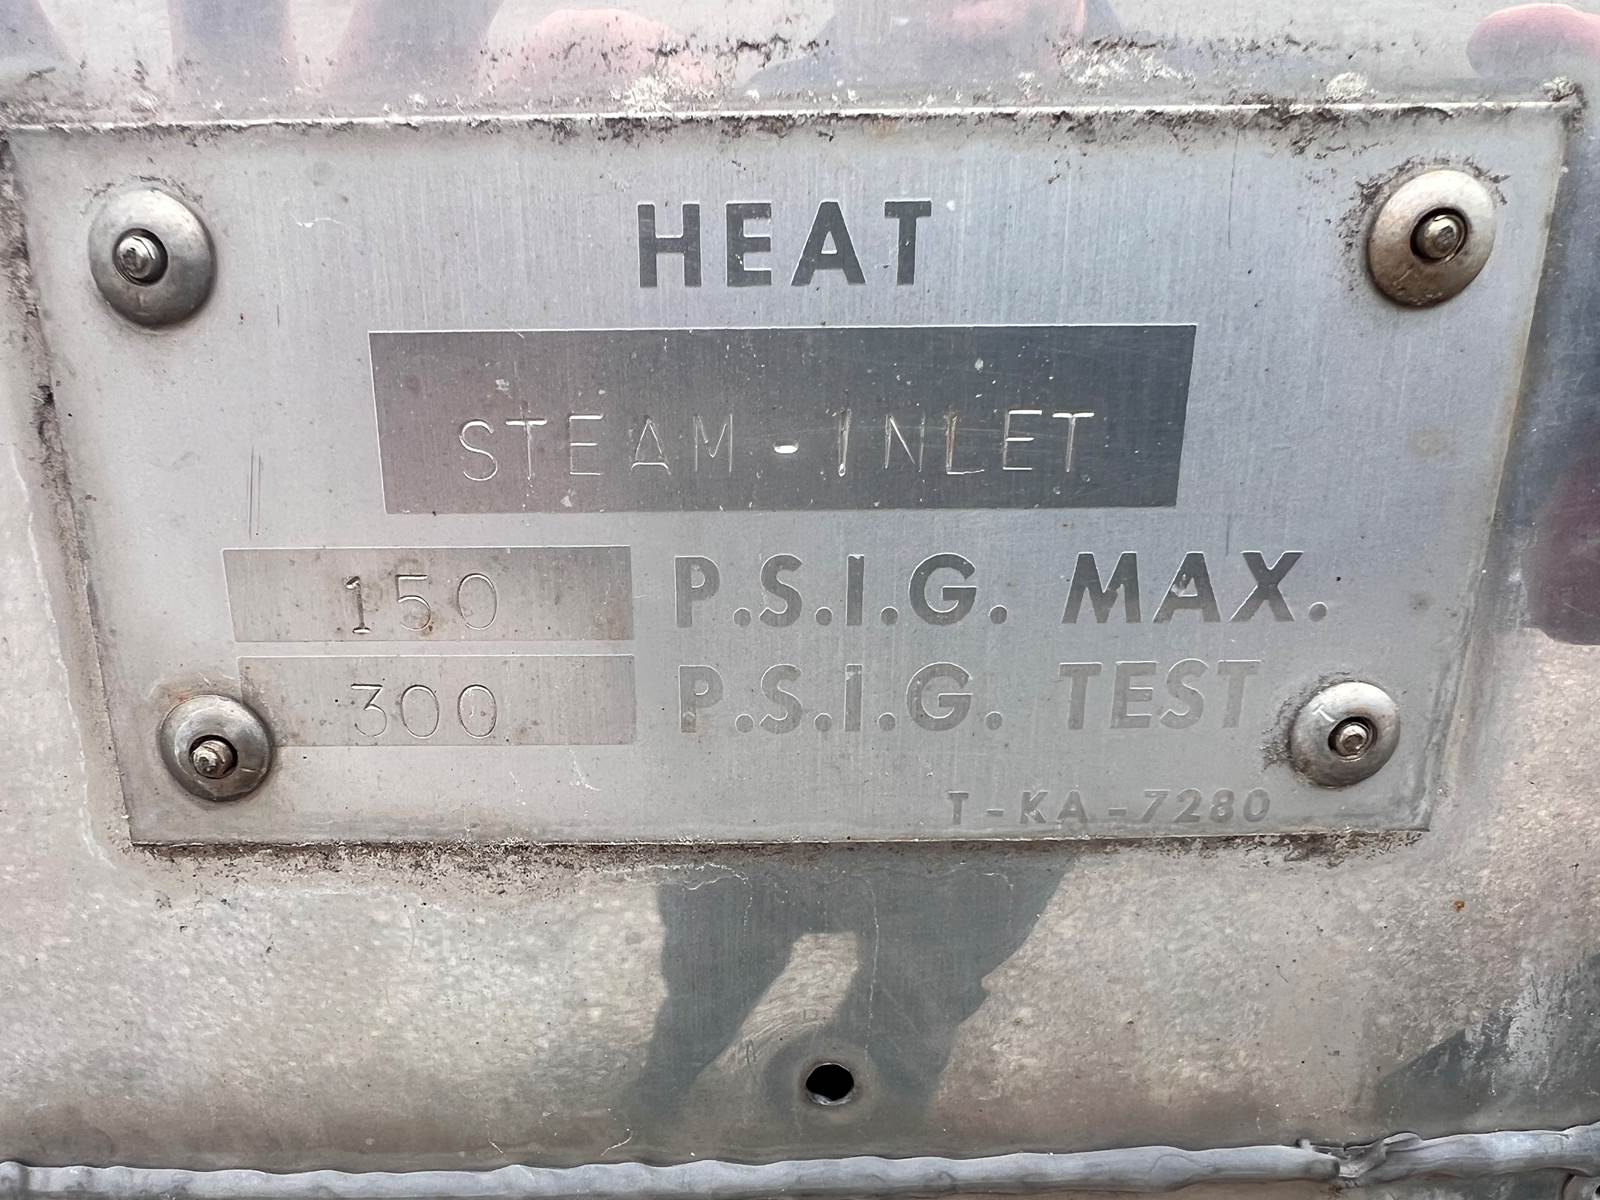 HEAT
STEAM-INLET
150 P.S.I.G. MAX.
300 P.S.I.G. TEST
T-KA-7280